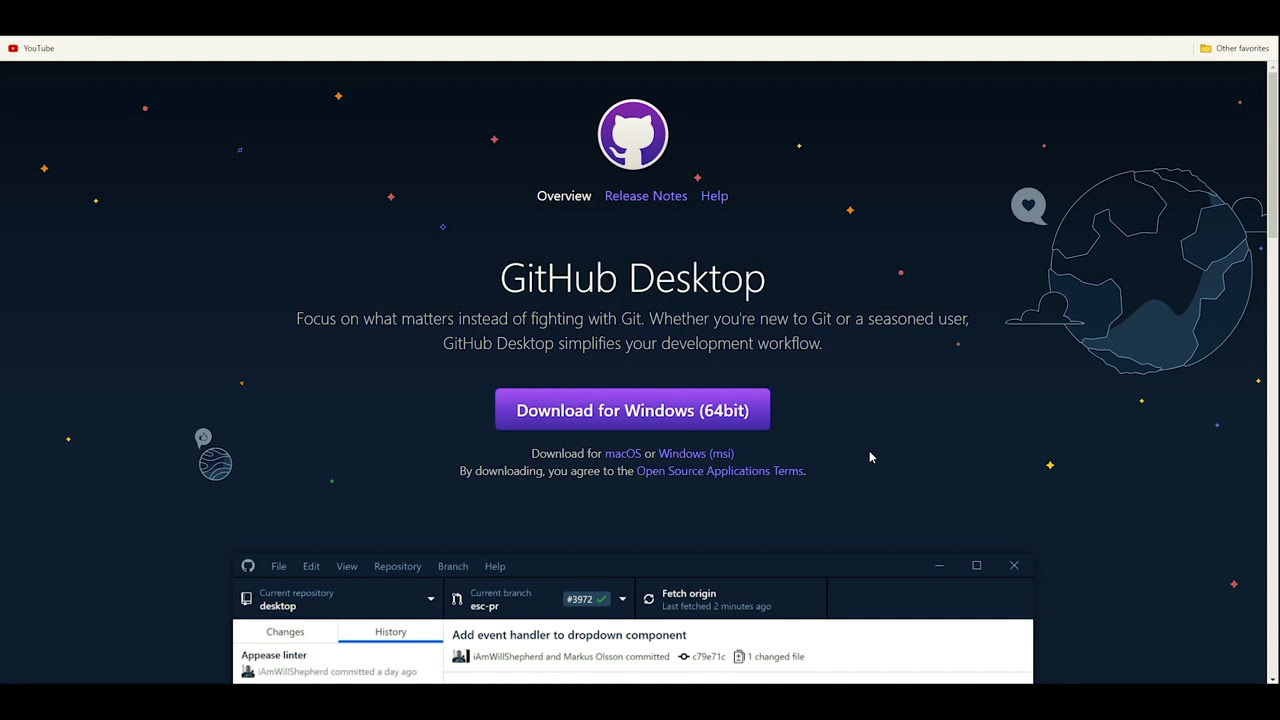 YouTube
Other favorites
Overview Release Notes Help
GitHub Desktop
Focus on what matters instead of fighting with Git. Whether you're new to Git or a seasoned user,
GitHub Desktop simplifies your development workflow.
Download for Windows (64bit)
Download for macOS or Windows (msi)
By downloading, you agree to the Open Source Applications Terms.
File Edit View Repository Branch Help
Current repository
desktop
Current branch
esc-pr
#3972
Fetch origin
Last fetched 2 minutes ago
Changes
History
Add event handler to dropdown component
iAmWillShepherd and Markus Olsson committed c79e71c 1 changed file
Appease linter
iAmWillShepherd committed a day ago